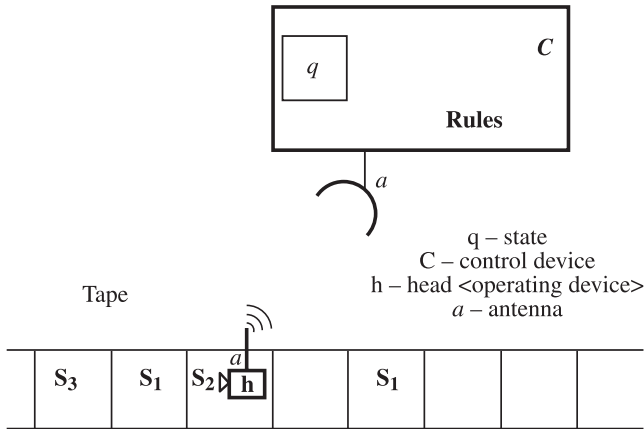 C
q
Rules
a
q – state
C – control device
h – head <operating device>
a – antenna
Tape
a
S₃ S₁ S₂ h S₁